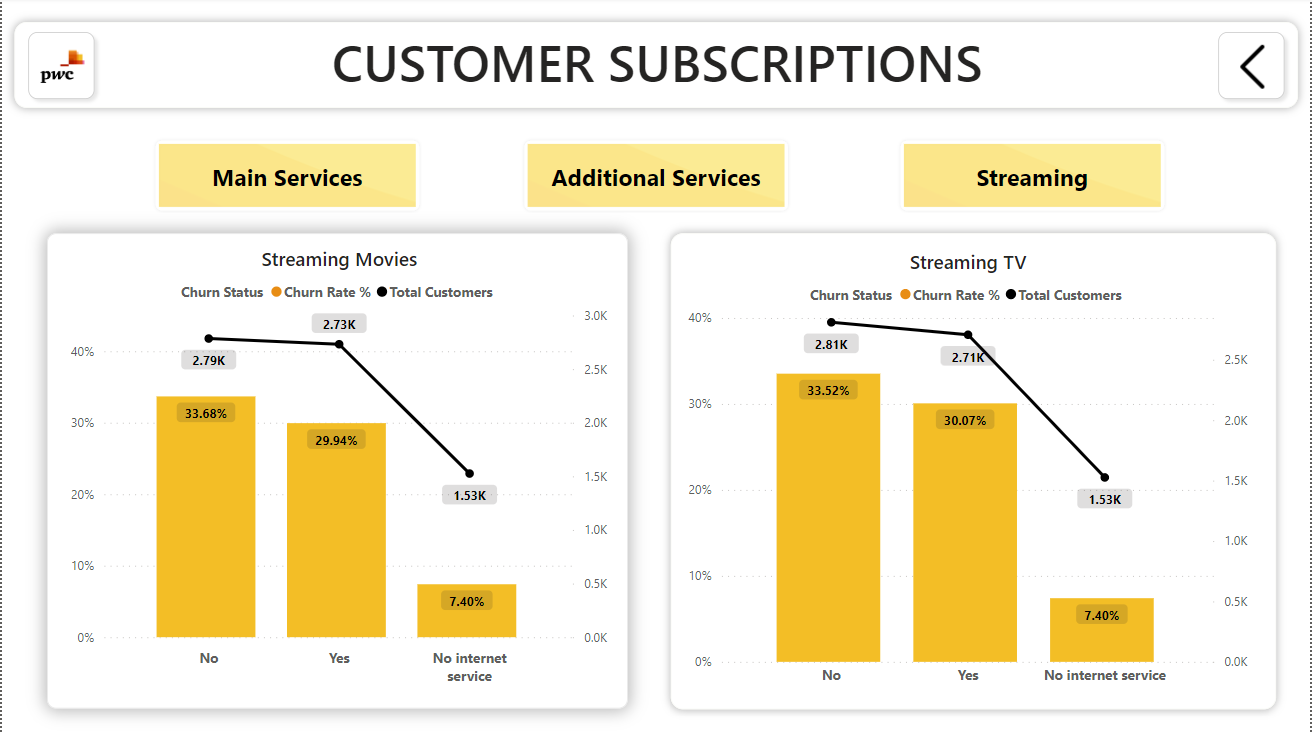 pwc
CUSTOMER SUBSCRIPTIONS
Main Services
Additional Services
Streaming
Streaming Movies
Churn Status Churn Rate % Total Customers
40%
30%
20%
10%
0%
3.0K
2.5K
2.0K
1.5K
1.0K
0.5K
0.0K
2.79K
2.73K
1.53K
33.68%
29.94%
7.40%
No
Yes
No internet
service
Streaming TV
Churn Status Churn Rate % Total Customers
40%
30%
20%
10%
0%
2.5K
2.0K
1.5K
1.0K
0.5K
0.0K
2.81K
2.71K
1.53K
33.52%
30.07%
7.40%
No
Yes
No internet service